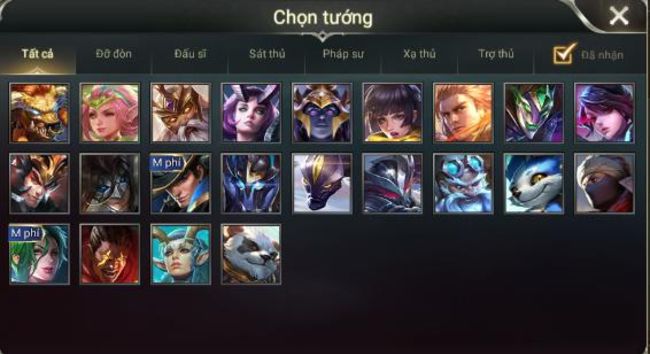 Chọn tướng
Tất cả Đỡ đòn Đấu sĩ Sát thủ Pháp sư Xạ thủ Trợ thủ Đã nhận
M phí
M phí